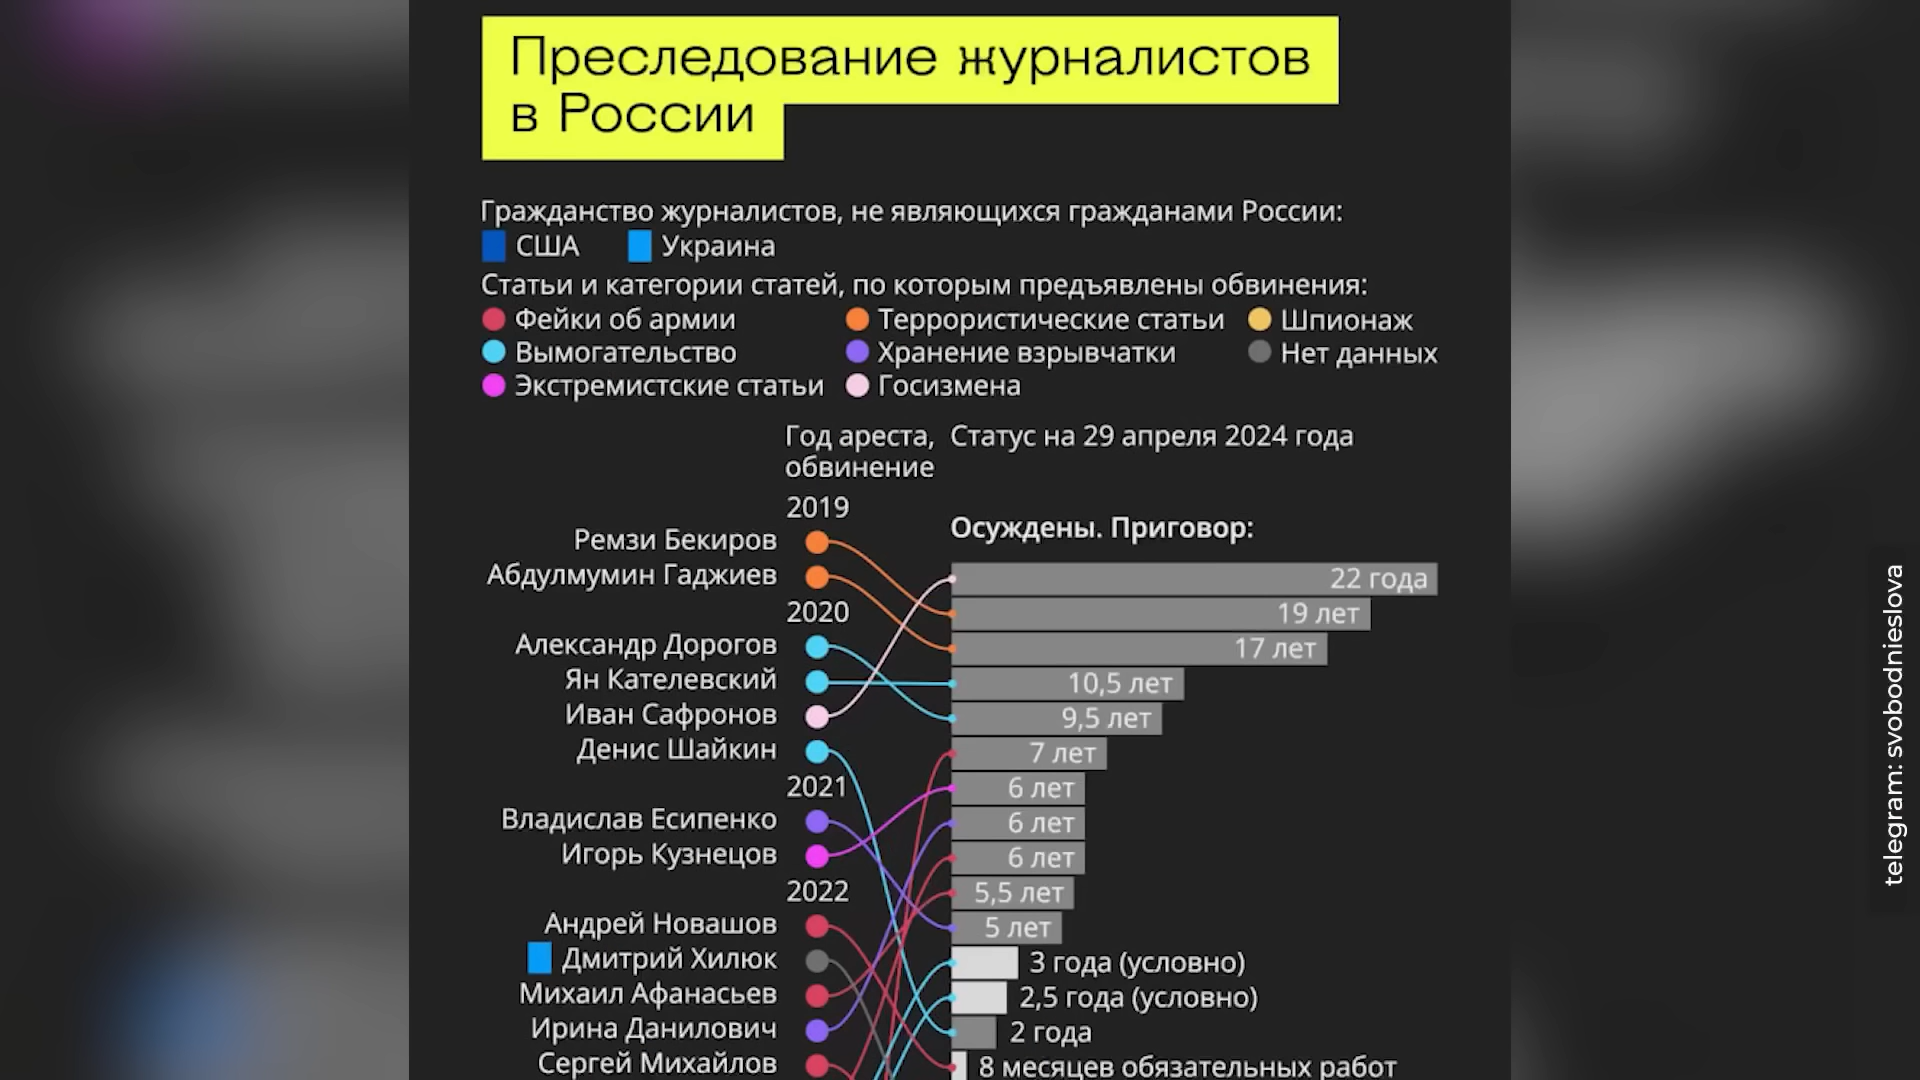 Преследование журналистов
в России
Гражданство журналистов, не являющихся гражданами России:
США Украина
Статьи и категории статей, по которым предъявлены обвинения:
Фейки об армии Террористические статьи Шпионаж
Вымогательство Хранение взрывчатки Нет данных
Экстремистские статьи Госизмена
Год ареста, Статус на 29 апреля 2024 года
обвинение
2019
Осуждены. Приговор:
Ремзи Бекиров
Абдулмумин Гаджиев 22 года
2020 19 лет
Александр Дорогов 17 лет
Ян Кателевский 10,5 лет
Иван Сафронов 9,5 лет
Денис Шайкин 7 лет
2021 6 лет
Владислав Есипенко 6 лет
Игорь Кузнецов 6 лет
2022 5,5 лет
Андрей Новашов 5 лет
Дмитрий Хилюк 3 года (условно)
Михаил Афанасьев 2,5 года (условно)
Ирина Данилович 2 года
Сергей Михайлов 8 месяцев обязательных работ
telegram: svobodnieslova